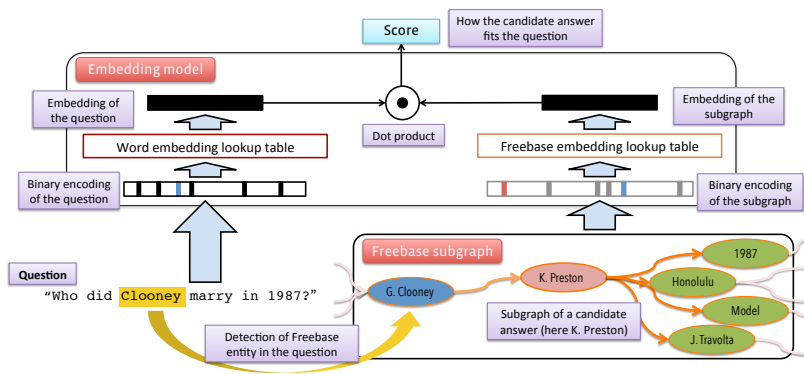 Score
How the candidate answer
fits the question
Embedding model
Embedding of
the question
Embedding of the
subgraph
Dot product
Word embedding lookup table
Freebase embedding lookup table
Binary encoding
of the question
Binary encoding
of the subgraph
Freebase subgraph
Question
“Who did Clooney marry in 1987?”
G. Clooney
K. Preston
1987
Honolulu
Model
J. Travolta
Subgraph of a candidate
answer (here K. Preston)
Detection of Freebase
entity in the question